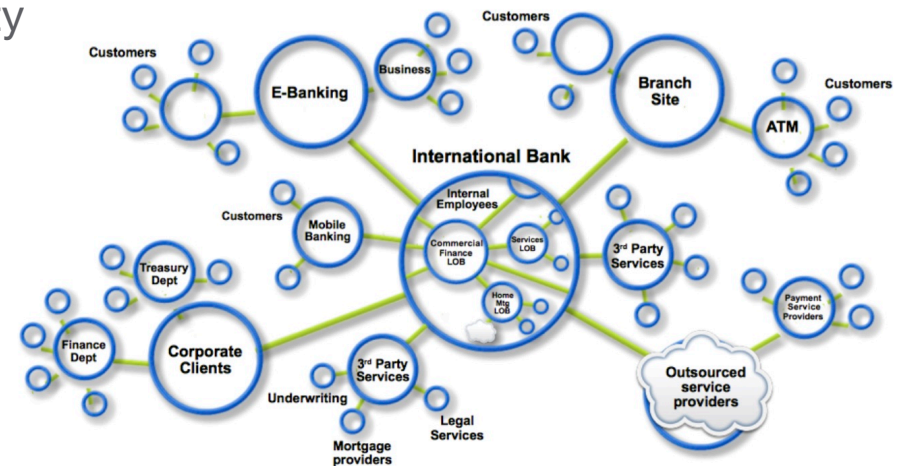 ty
Customers
Customers
E-Banking
Business
Branch
Site
Customers
ATM
International Bank
Internal
Employees
Customers
Mobile
Banking
Commercial
Finance
LOB
Services
LOB
3rd Party
Services
Treasury
Dept
Home
Mtg
LOB
Payment
Service
Providers
Finance
Dept
Corporate
Clients
3rd Party
Services
Outsourced
service
providers
Underwriting
Legal
Services
Mortgage
providers